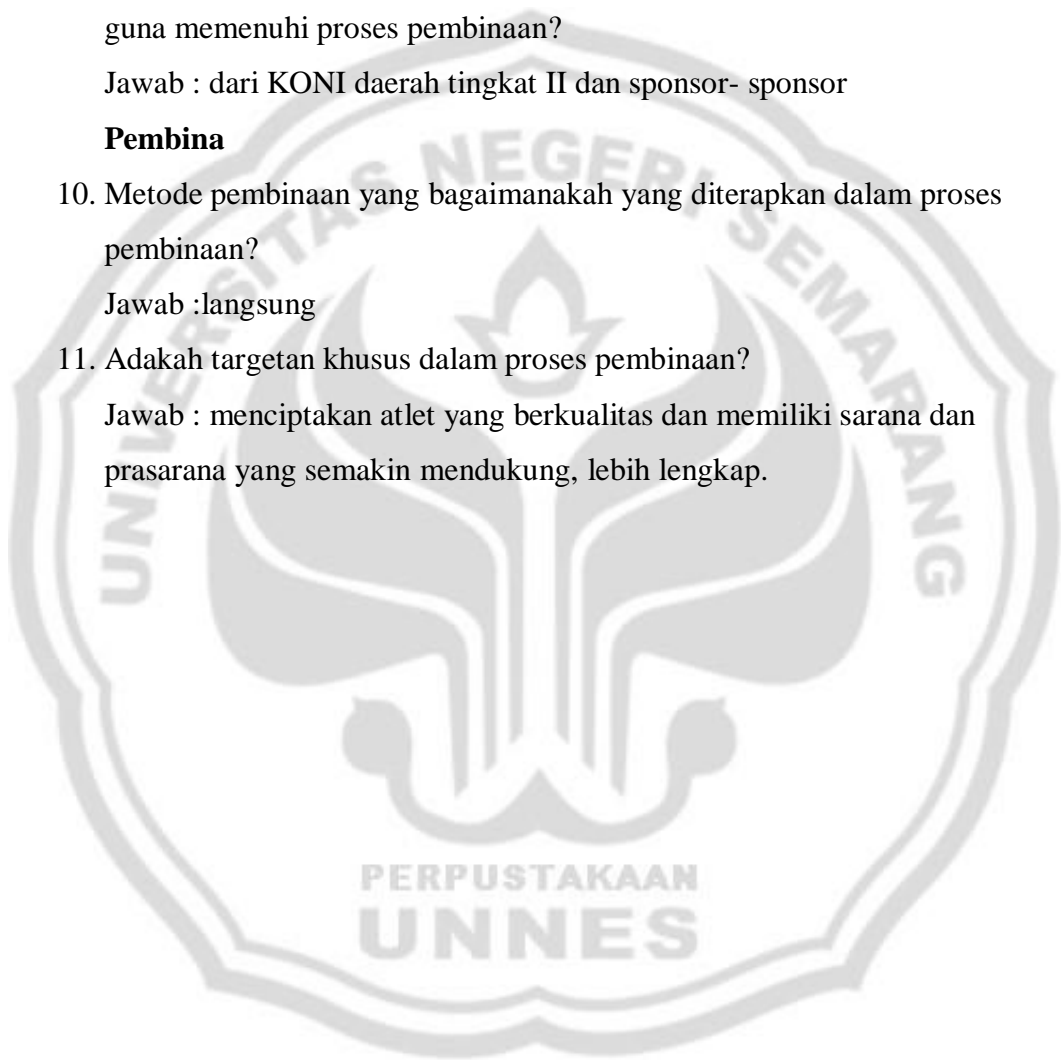 guna memenuhi proses pembinaan?
Jawab : dari KONI daerah tingkat II dan sponsor- sponsor
Pembina
10. Metode pembinaan yang bagaimanakah yang diterapkan dalam proses
pembinaan?
Jawab :langsung
11. Adakah targetan khusus dalam proses pembinaan?
Jawab : menciptakan atlet yang berkualitas dan memiliki sarana dan
prasarana yang semakin mendukung, lebih lengkap.
UNIVERSITAS NEGERI SEMARANG
PERPUSTAKAAN
UNNES